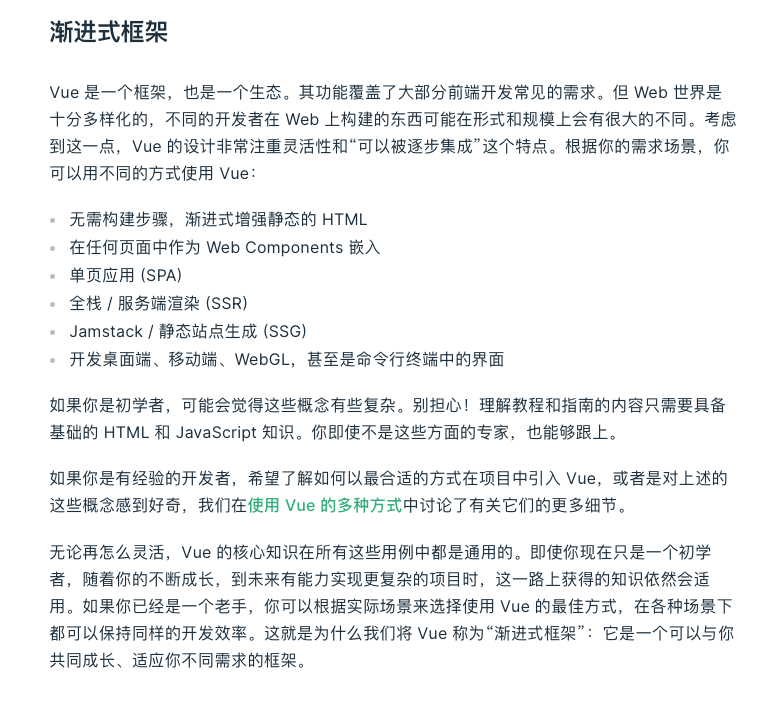 渐进式框架
Vue 是一个框架，也是一个生态。其功能覆盖了大部分前端开发常见的需求。但 Web 世界是
十分多样化的，不同的开发者在 Web 上构建的东西可能在形式和规模上会有很大的不同。考虑
到这一点，Vue 的设计非常注重灵活性和“可以被逐步集成”这个特点。根据你的需求场景，你
可以用不同的方式使用 Vue：
无需构建步骤，渐进式增强静态的 HTML
在任何页面中作为 Web Components 嵌入
单页应用 (SPA)
全栈 / 服务端渲染 (SSR)
Jamstack / 静态站点生成 (SSG)
开发桌面端、移动端、WebGL，甚至是命令行终端中的界面
如果你是初学者，可能会觉得这些概念有些复杂。别担心！理解教程和指南的内容只需要具备
基础的 HTML 和 JavaScript 知识。你即使不是这些方面的专家，也能够跟上。
如果你是有经验的开发者，希望了解如何以最合适的方式在项目中引入 Vue，或者是对上述的
这些概念感到好奇，我们在使用 Vue 的多种方式中讨论了有关它们的更多细节。
无论再怎么灵活，Vue 的核心知识在所有这些用例中都是通用的。即使你现在只是一个初学
者，随着你的不断成长，到未来有能力实现更复杂的项目时，这一路上获得的知识依然会适
用。如果你已经是一个老手，你可以根据实际场景来选择使用 Vue 的最佳方式，在各种场景下
都可以保持同样的开发效率。这就是为什么我们将 Vue 称为“渐进式框架”：它是一个可以与你
共同成长、适应你不同需求的框架。